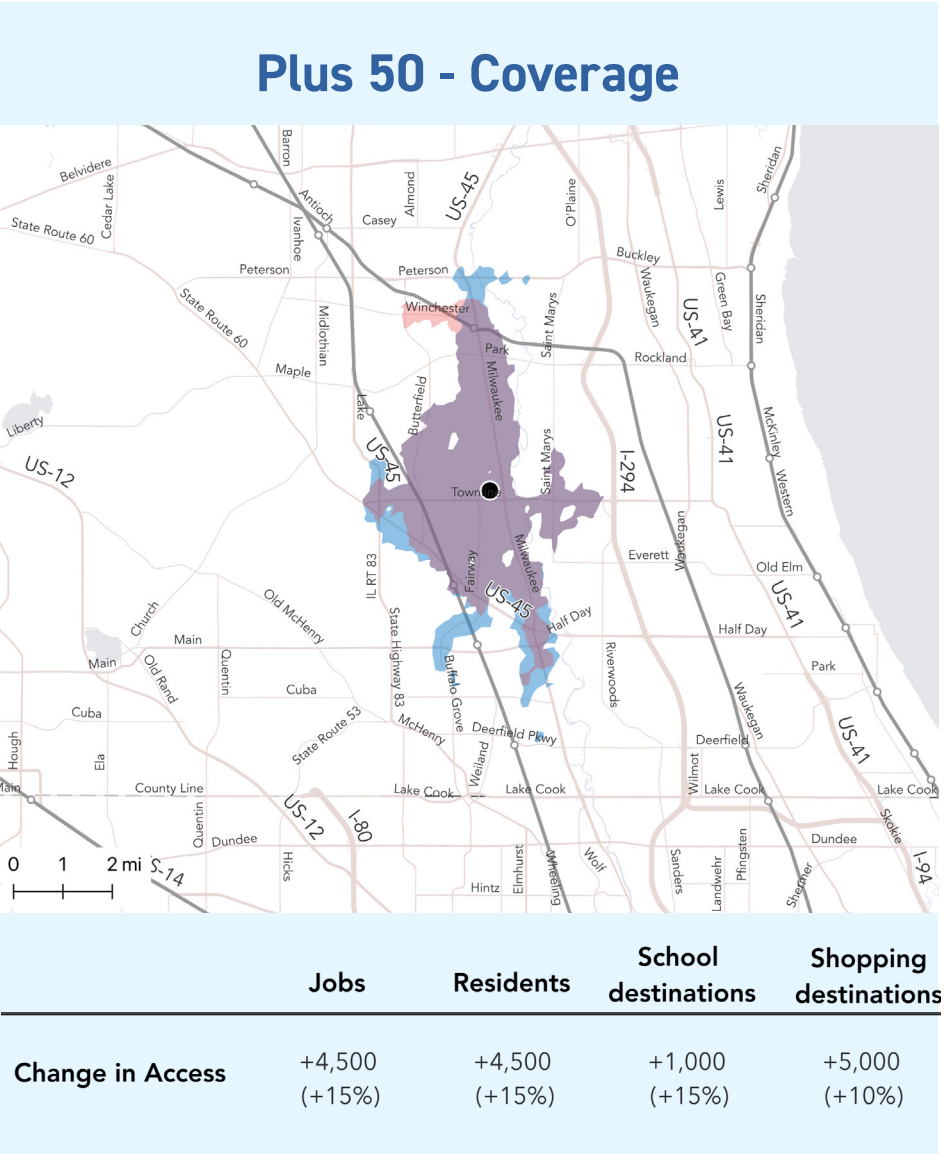 Plus 50 - Coverage
Barron
Belvidere
Cedar Lake
Almond
US-45
O'Plaine
Lewis
Sheridan
Antioch
Casey
State Route 60
Ivanhoe
Peterson
Peterson
Buckley
Waukegan
Green Bay
State Route 60
Midlothian
Winchester
Saint Marys
US-41
Sheridan
Park
Rockland
Maple
Milwaukee
Butterfield
Lake
Liberty
McKinley
US-12
US-45
Saint Marys
I-294
US-41
Western
Waukegan
Milwaukee
Fairway
Everett
Old Elm
IL RT 83
US-45
US-41
Church
Old McHenry
State Highway 83
Half Day
Half Day
Main
Main
Old Rand
Quentin
Buffalo Grove
Riverwoods
Park
Cuba
Cuba
State Route 53
McHenry
Deerfield Pkwy
Waukegan
US-41
Hough
Ela
Weiland
Deerfield
Wilmot
County Line
Lake Cook
Lake Cook
Lake Cook
Lake Cook
US-12
I-80
Quentin
Dundee
Dundee
Skokie
Hicks
Elmhurst
Wheeling
Wolf
Sanders
Landwehr
Pfingsten
Shermer
I-94
Hintz
0 1 2 mi
S-14
Jobs
Residents
School
destinations
Shopping
destinations
Change in Access
+4,500
(+15%)
+4,500
(+15%)
+1,000
(+15%)
+5,000
(+10%)